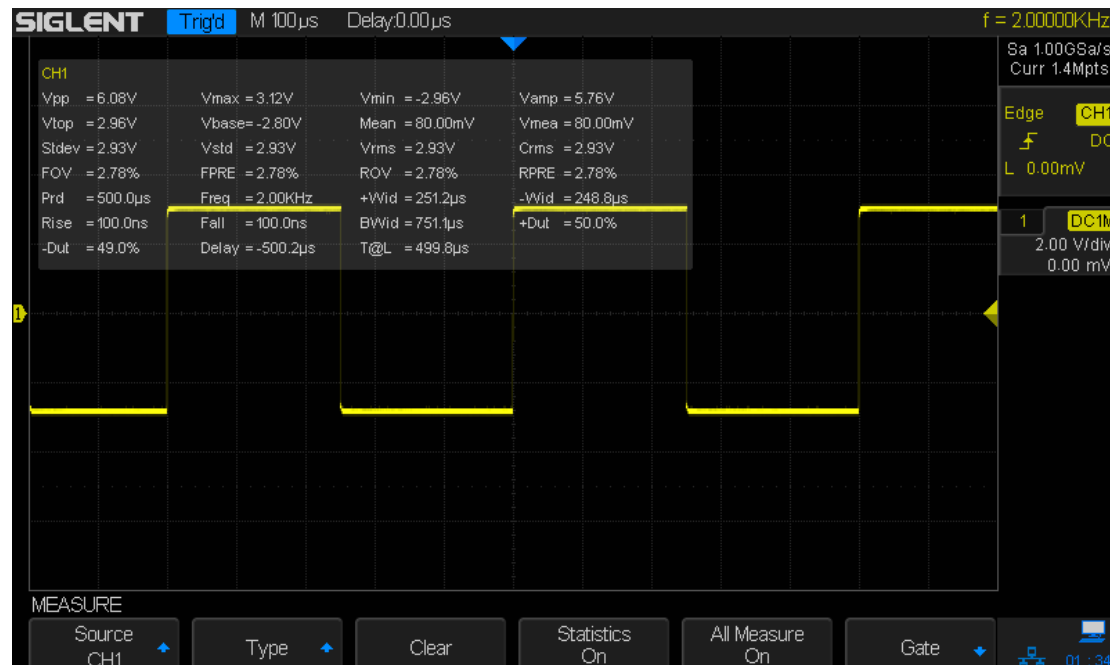 SIGLENT Trig'd M 100µs Delay:0.00µs f = 2.00000KHz
Sa 1.00GSa/s
Curr 1.4Mpts
CH1
Vpp =6.08V Vmax = 3.12V Vmin =-2.96V Vamp = 5.76V
Vtop =2.96V Vbase=-2.80V Mean = 80.00mV Vmea = 80.00mV
Stdev = 2.93V Vstd = 2.93V Vrms = 2.93V Crms = 2.93V
FOV =2.78% FPRE = 2.78% ROV = 2.78% RPRE = 2.78%
Prd =500.0µs Freq =2.00KHz +Wid = 251.2µs -Wid = 248.8µs
Rise =100.0ns Fall =100.0ns BWid = 751.1µs +Dut =50.0%
-Dut =49.0% Delay =-500.2µs T@L =499.8µs
Edge CH1
DC
L 0.00mV
1 DC1M
2.00 V/div
0.00 mV
1
MEASURE
Source
CH1
Type
Clear
Statistics
On
All Measure
On
Gate
01:34